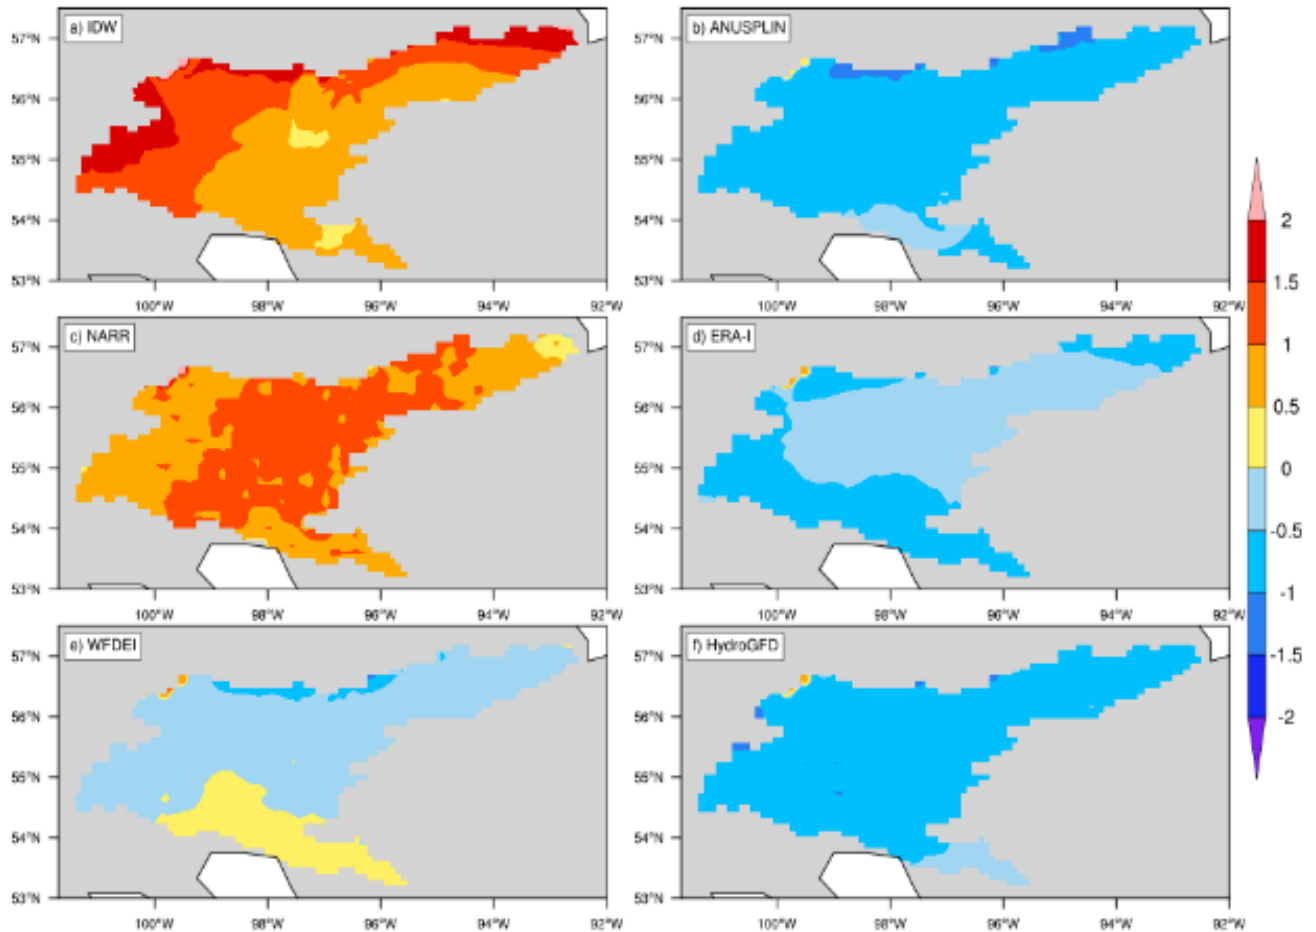 a) IDW
b) ANUSPLIN
57°N 56°N 55°N 54°N 53°N
100°W 98°W 96°W 94°W 92°W
100°W 98°W 96°W 94°W 92°W
57°N 56°N 55°N 54°N 53°N
c) NARR
d) ERA-I
57°N 56°N 55°N 54°N 53°N
100°W 98°W 96°W 94°W 92°W
100°W 98°W 96°W 94°W 92°W
57°N 56°N 55°N 54°N 53°N
e) WFDEI
f) HydroGFD
57°N 56°N 55°N 54°N 53°N
100°W 98°W 96°W 94°W 92°W
100°W 98°W 96°W 94°W 92°W
57°N 56°N 55°N 54°N 53°N
2
1.5
1
0.5
0
-0.5
-1
-1.5
-2